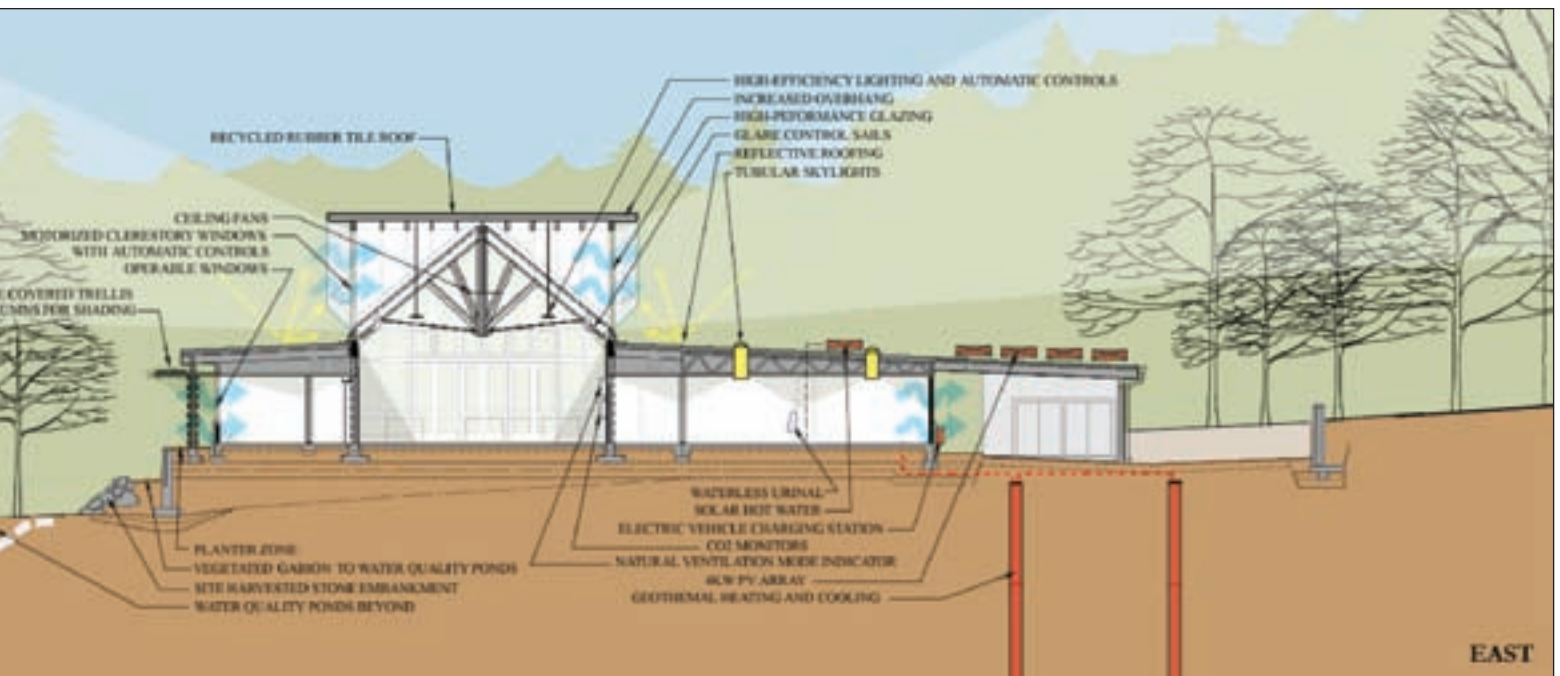 HIGH-EFFICIENCY LIGHTING AND AUTOMATIC CONTROLS
INCREASED OVERHANG
HIGH-PEFORMANCE GLAZING
GLARE CONTROL SAILS
REFLECTIVE ROOFING
TUBULAR SKYLIGHTS
RECYCLED RUBBER TILE ROOF
CEILING FANS
MOTORIZED CLERESTORY WINDOWS
WITH AUTOMATIC CONTROLS
OPERABLE WINDOWS
COVERED TRELLIS
FOR SHADING
WATERLESS URINAL
SOLAR HOT WATER
ELECTRIC VEHICLE CHARGING STATION
CO2 MONITORS
NATURAL VENTILATION MODE INDICATOR
4KW PV ARRAY
GEOTHEMAL HEATING AND COOLING
PLANTER ZONE
VEGETATED GABION TO WATER QUALITY PONDS
SITE HARVESTED STONE EMBANKMENT
WATER QUALITY PONDS BEYOND
EAST